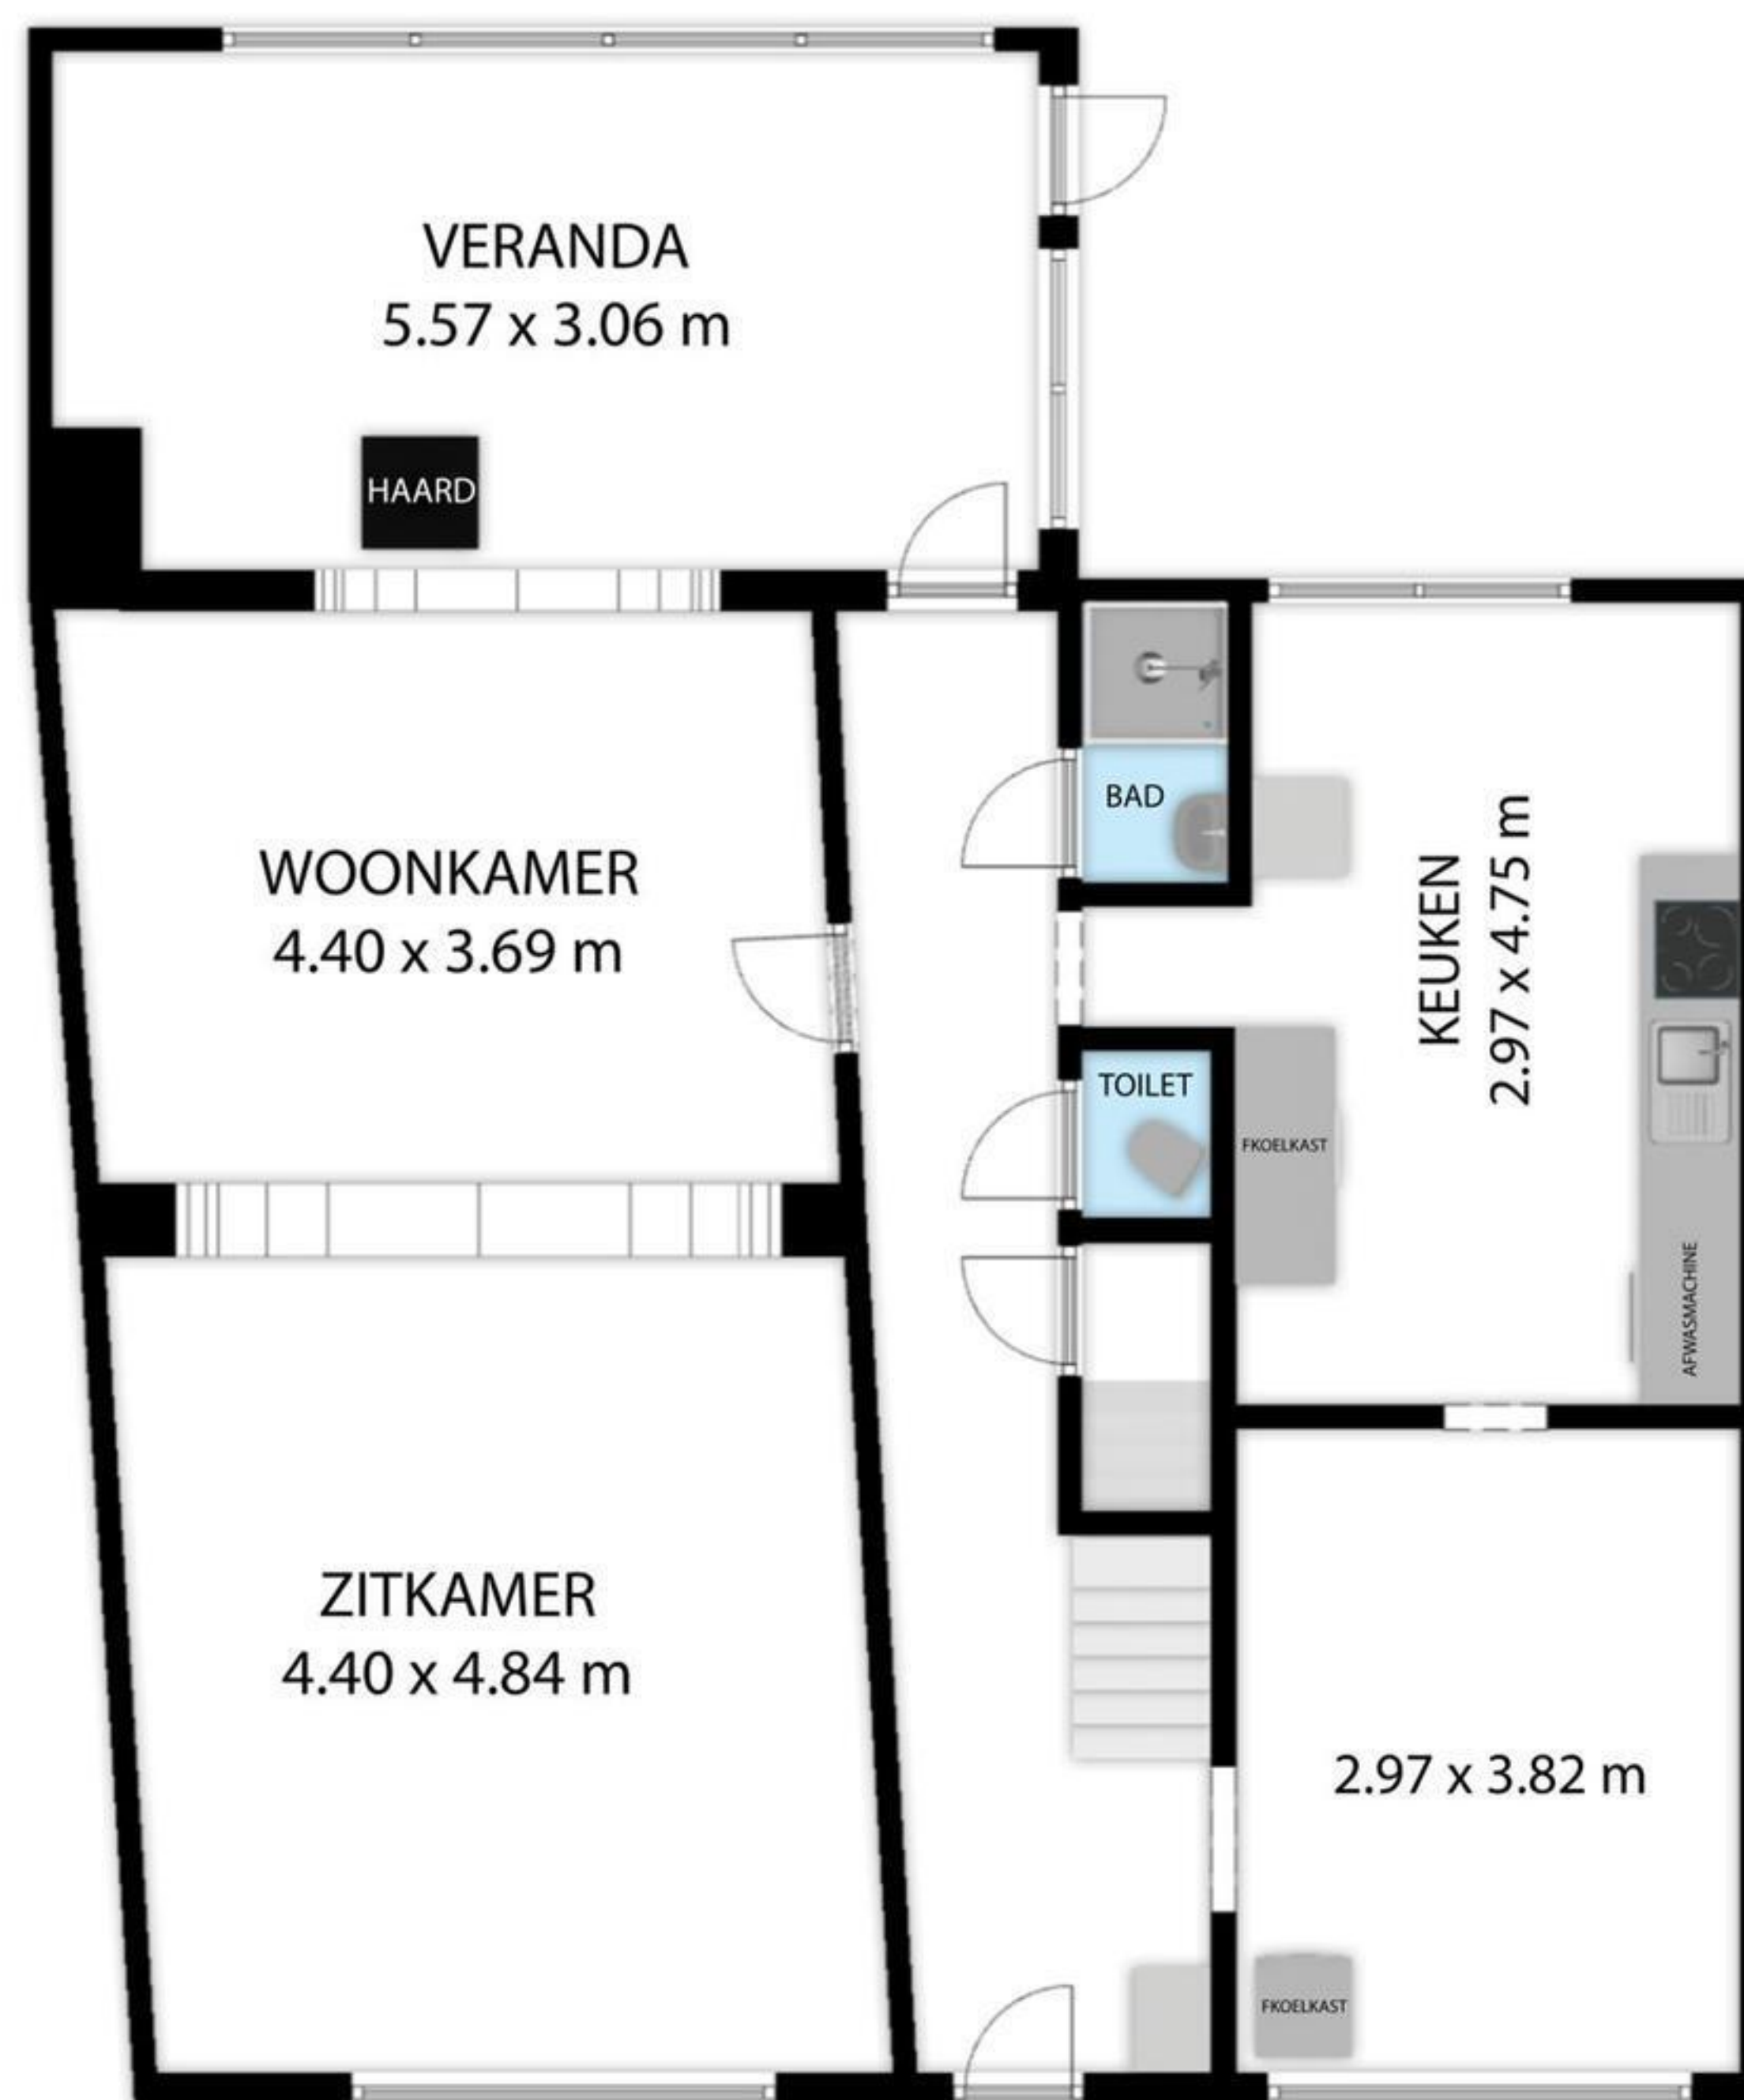 VERANDA
5.57 x 3.06 m
HAARD
BAD
WOONKAMER
4.40 x 3.69 m
KEUKEN
2.97 x 4.75 m
TOILET
FKOELKAST
AFWASMACHINE
ZITKAMER
4.40 x 4.84 m
2.97 x 3.82 m
FKOELKAST